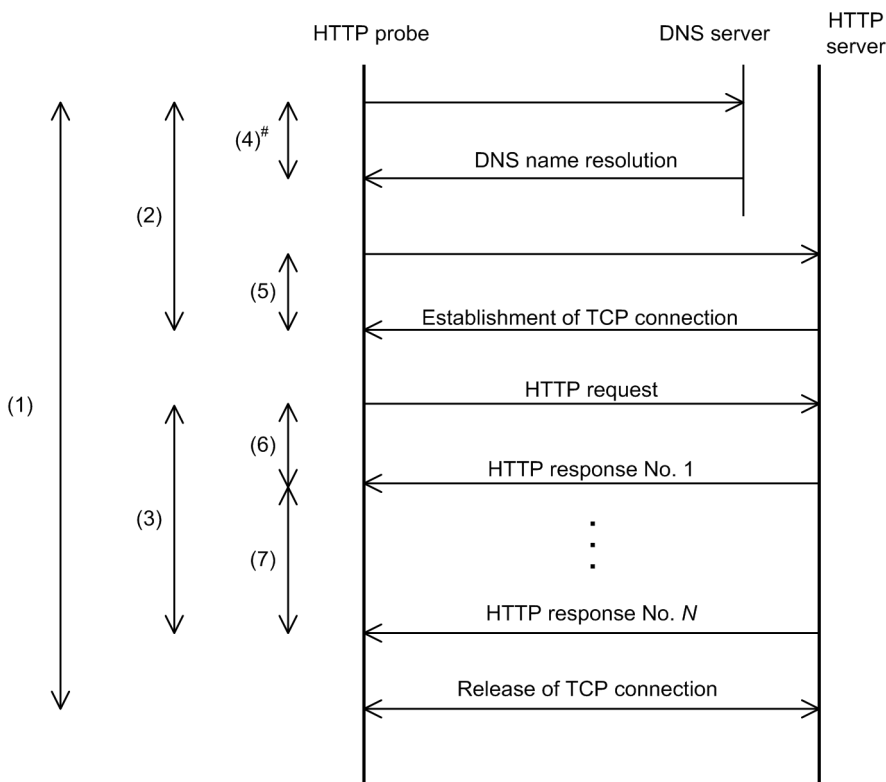 HTTP probe
DNS server
HTTP
server
(4)#
DNS name resolution
(2)
(5)
Establishment of TCP connection
HTTP request
(1)
(6)
HTTP response No. 1
(3)
(7)
HTTP response No. N
Release of TCP connection